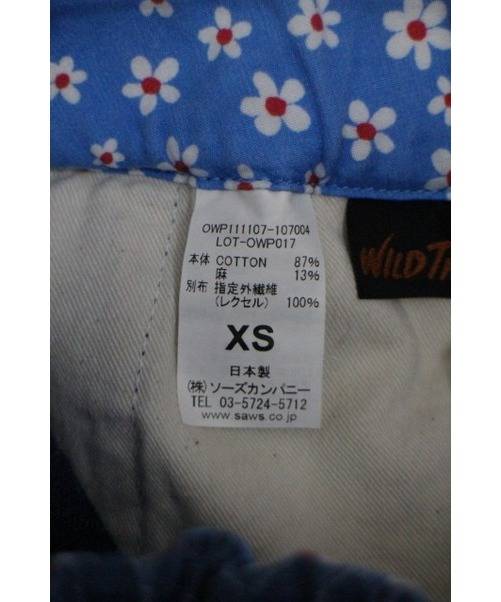 OWP111107-107004
LOT-OWP017
本体 COTTON 87%
麻 13%
別布 指定外繊維
(レクセル) 100%
XS
日本製
(株)ソーズカンパニー
TEL 03-5724-5712
www.saws.co.jp
WILD